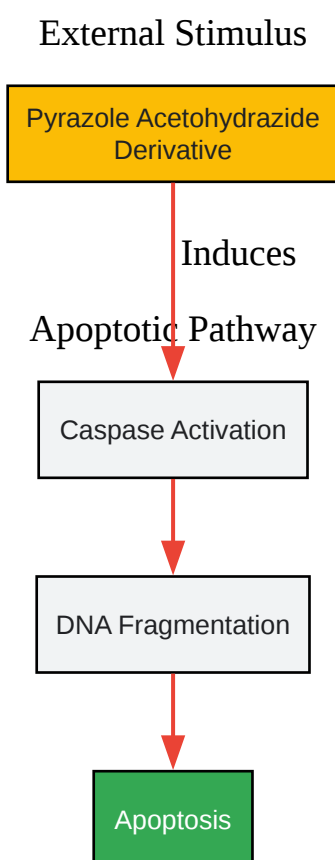 External Stimulus
Pyrazole Acetohydrazide
Derivative
Induces
Apoptotic Pathway
Caspase Activation
DNA Fragmentation
Apoptosis